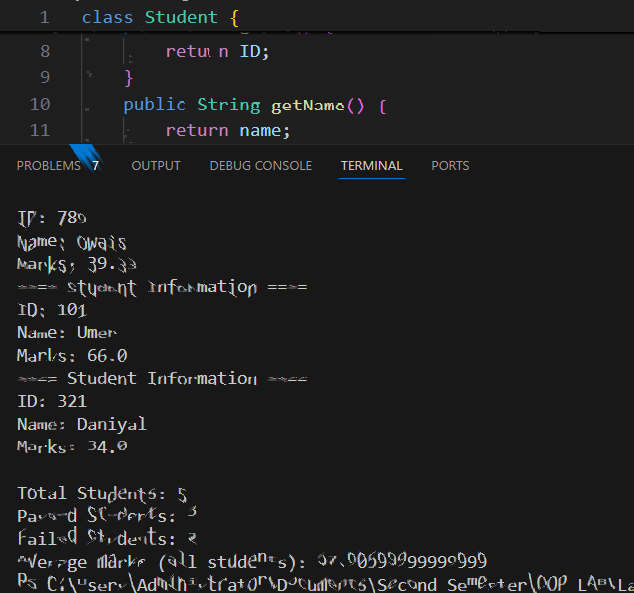 1 class Student {
8 return ID;
9 }
10 public String getName() {
11 return name;
PROBLEMS 7 OUTPUT DEBUG CONSOLE TERMINAL PORTS
ID: 789
Name: Owais
Marks: 39.33
==== Student Information ====
ID: 101
Name: Umer
Marks: 66.0
==== Student Information ====
ID: 321
Name: Daniyal
Marks: 34.0
Total Students: 5
Passed Students: 3
Failed Students: 2
Average Marks (all students):
PS C:\Users\Administrator\Documents\Second Semester\OOP LAB\La